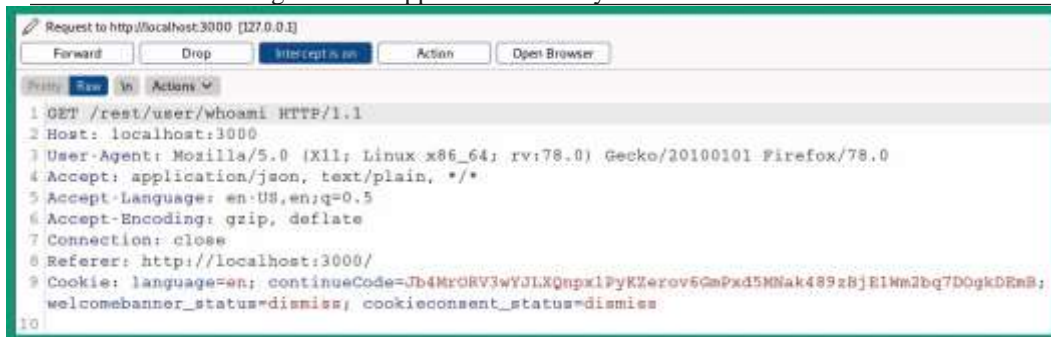 Request to http://localhost:3000 [127.0.0.1]
Forward Drop Intercept is on Action Open Browser
Pretty Raw \n Actions
1 GET /rest/user/whoami HTTP/1.1
2 Host: localhost:3000
3 User-Agent: Mozilla/5.0 (X11; Linux x86_64; rv:78.0) Gecko/20100101 Firefox/78.0
4 Accept: application/json, text/plain, */*
5 Accept-Language: en-US,en;q=0.5
6 Accept-Encoding: gzip, deflate
7 Connection: close
8 Referer: http://localhost:3000/
9 Cookie: language=en;
welcomebanner_status=dismiss; cookieconsent_status=dismiss
10